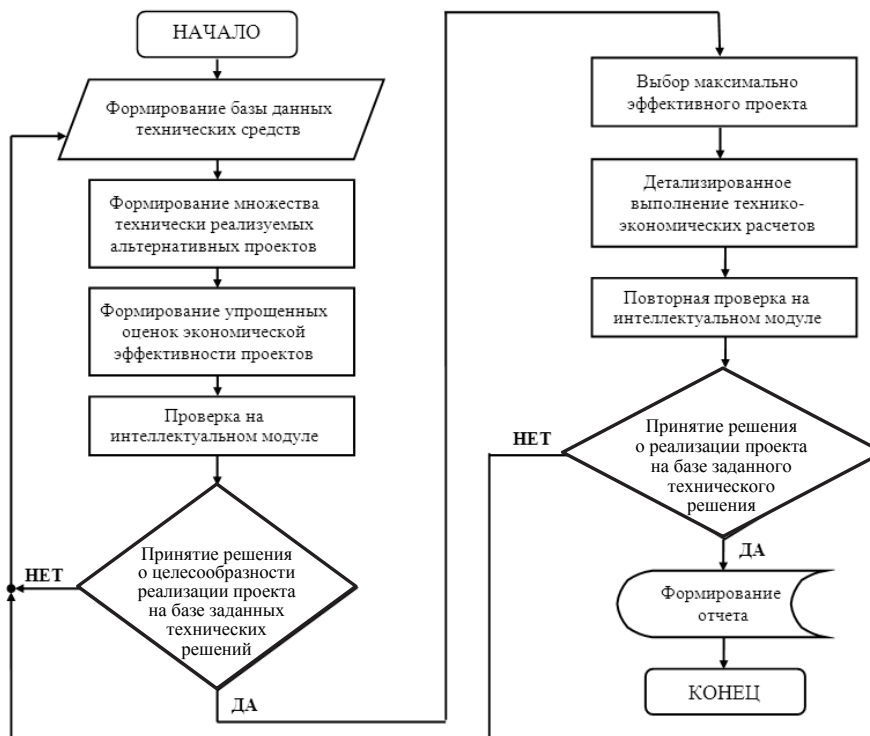 НАЧАЛО
Формирование базы данных
технических средств
Формирование множества
технически реализуемых
альтернативных проектов
Формирование упрощенных
оценок экономической
эффективности проектов
Проверка на
интеллектуальном модуле
Принятие решения
о целесообразности
реализации проекта
на базе заданных
технических
решений
НЕТ
ДА
Выбор максимально
эффективного проекта
Детализированное
выполнение технико-
экономических расчетов
Повторная проверка на
интеллектуальном модуле
Принятие решения
о реализации проекта
на базе заданного
технического
решения
НЕТ
ДА
Формирование
отчета
КОНЕЦ